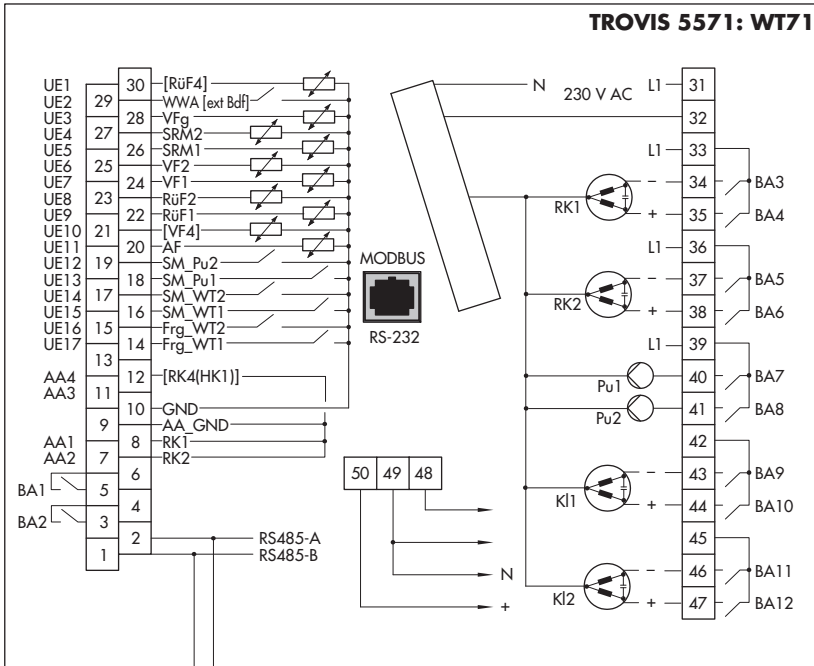 TROVIS 5571: WT71
UE1 30 [RüF4]
UE2 29 WWA [ext Bdf]
UE3 28 VFg
UE4 27 SRM2
UE5 26 SRM1
UE6 25 VF2
UE7 24 VF1
UE8 23 RüF2
UE9 22 RüF1
UE10 21 [VF4]
UE11 20 AF
UE12 19 SM_Pu2
UE13 18 SM_Pu1
UE14 17 SM_WT2
UE15 16 SM_WT1
UE16 15 Frg_WT2
UE17 14 Frg_WT1
13
AA4 12 [RK4(HK1)]
AA3 11
10 GND
9 AA_GND
AA1 8 RK1
AA2 7 RK2
6
BA1 5
4
BA2 3
2 RS485-A
1 RS485-B
MODBUS
RS-232
50 49 48
N
+
N 230 V AC L1 31
32
L1 33
RK1 − 34 BA3
+ 35 BA4
L1 36
RK2 − 37 BA5
+ 38 BA6
L1 39
Pu1 40 BA7
Pu2 41 BA8
42
Kl1 − 43 BA9
+ 44 BA10
45
Kl2 − 46 BA11
+ 47 BA12